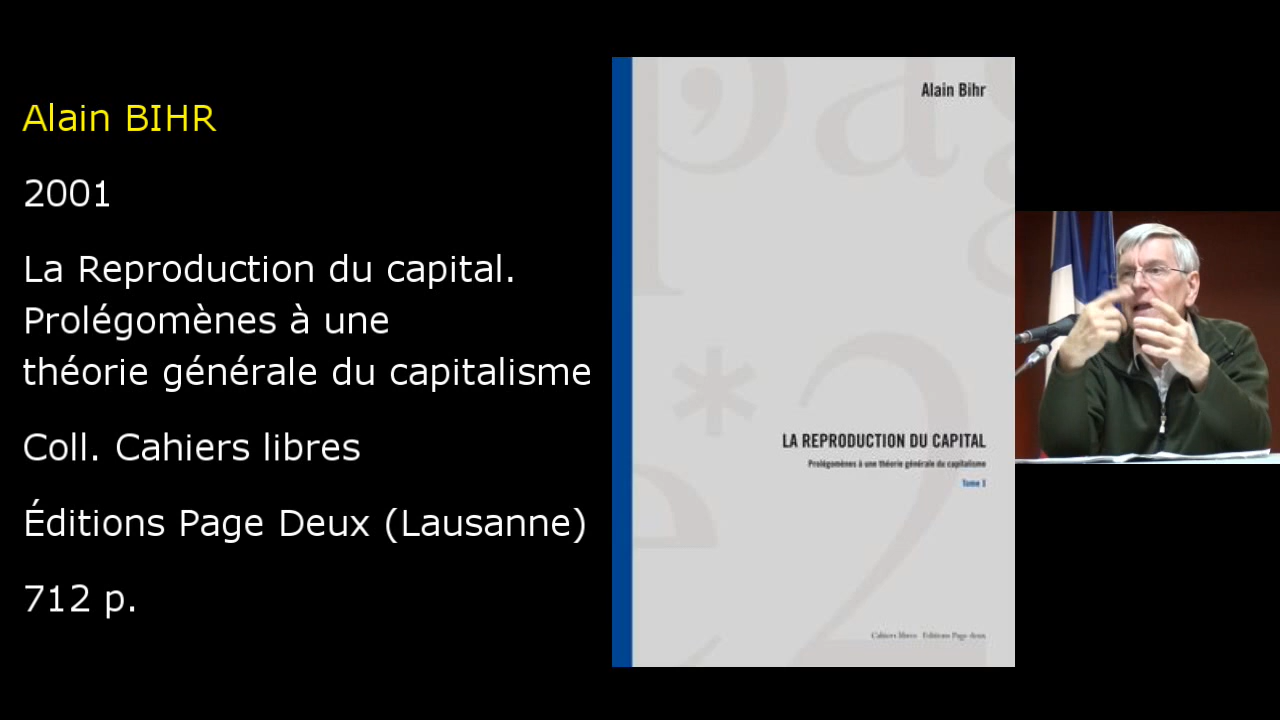 Alain BIHR
2001
La Reproduction du capital.
Prolégomènes à une
théorie générale du capitalisme
Coll. Cahiers libres
Éditions Page Deux (Lausanne)
712 p.
Alain Bihr
LA REPRODUCTION DU CAPITAL
Prolégomènes à une théorie générale du capitalisme
Tome I
Cahiers libres Editions Page deux